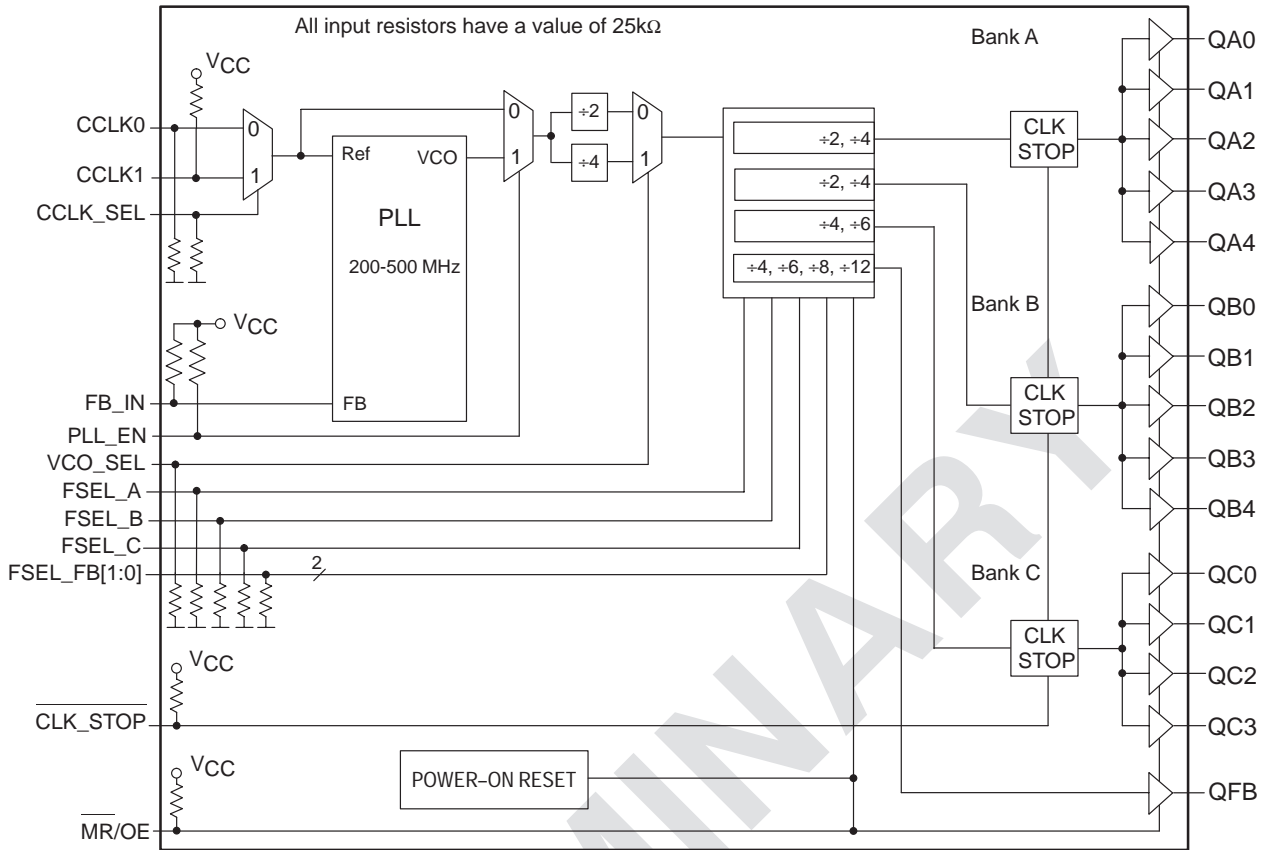 All input resistors have a value of 25kΩ
Bank A
QA0
QA1
QA2
QA3
QA4
VCC
CCLK0
CCLK1
CCLK_SEL
0
1
Ref
VCO
PLL
200-500 MHz
FB
0
1
÷2
÷4
0
1
÷2, ÷4
÷2, ÷4
÷4, ÷6
÷4, ÷6, ÷8, ÷12
CLK
STOP
VCC
FB_IN
PLL_EN
VCO_SEL
FSEL_A
FSEL_B
FSEL_C
FSEL_FB[1:0]
2
Bank B
CLK
STOP
QB0
QB1
QB2
QB3
QB4
Bank C
CLK
STOP
QC0
QC1
QC2
QC3
VCC
CLK_STOP
VCC
POWER–ON RESET
MR/OE
QFB
MINARY